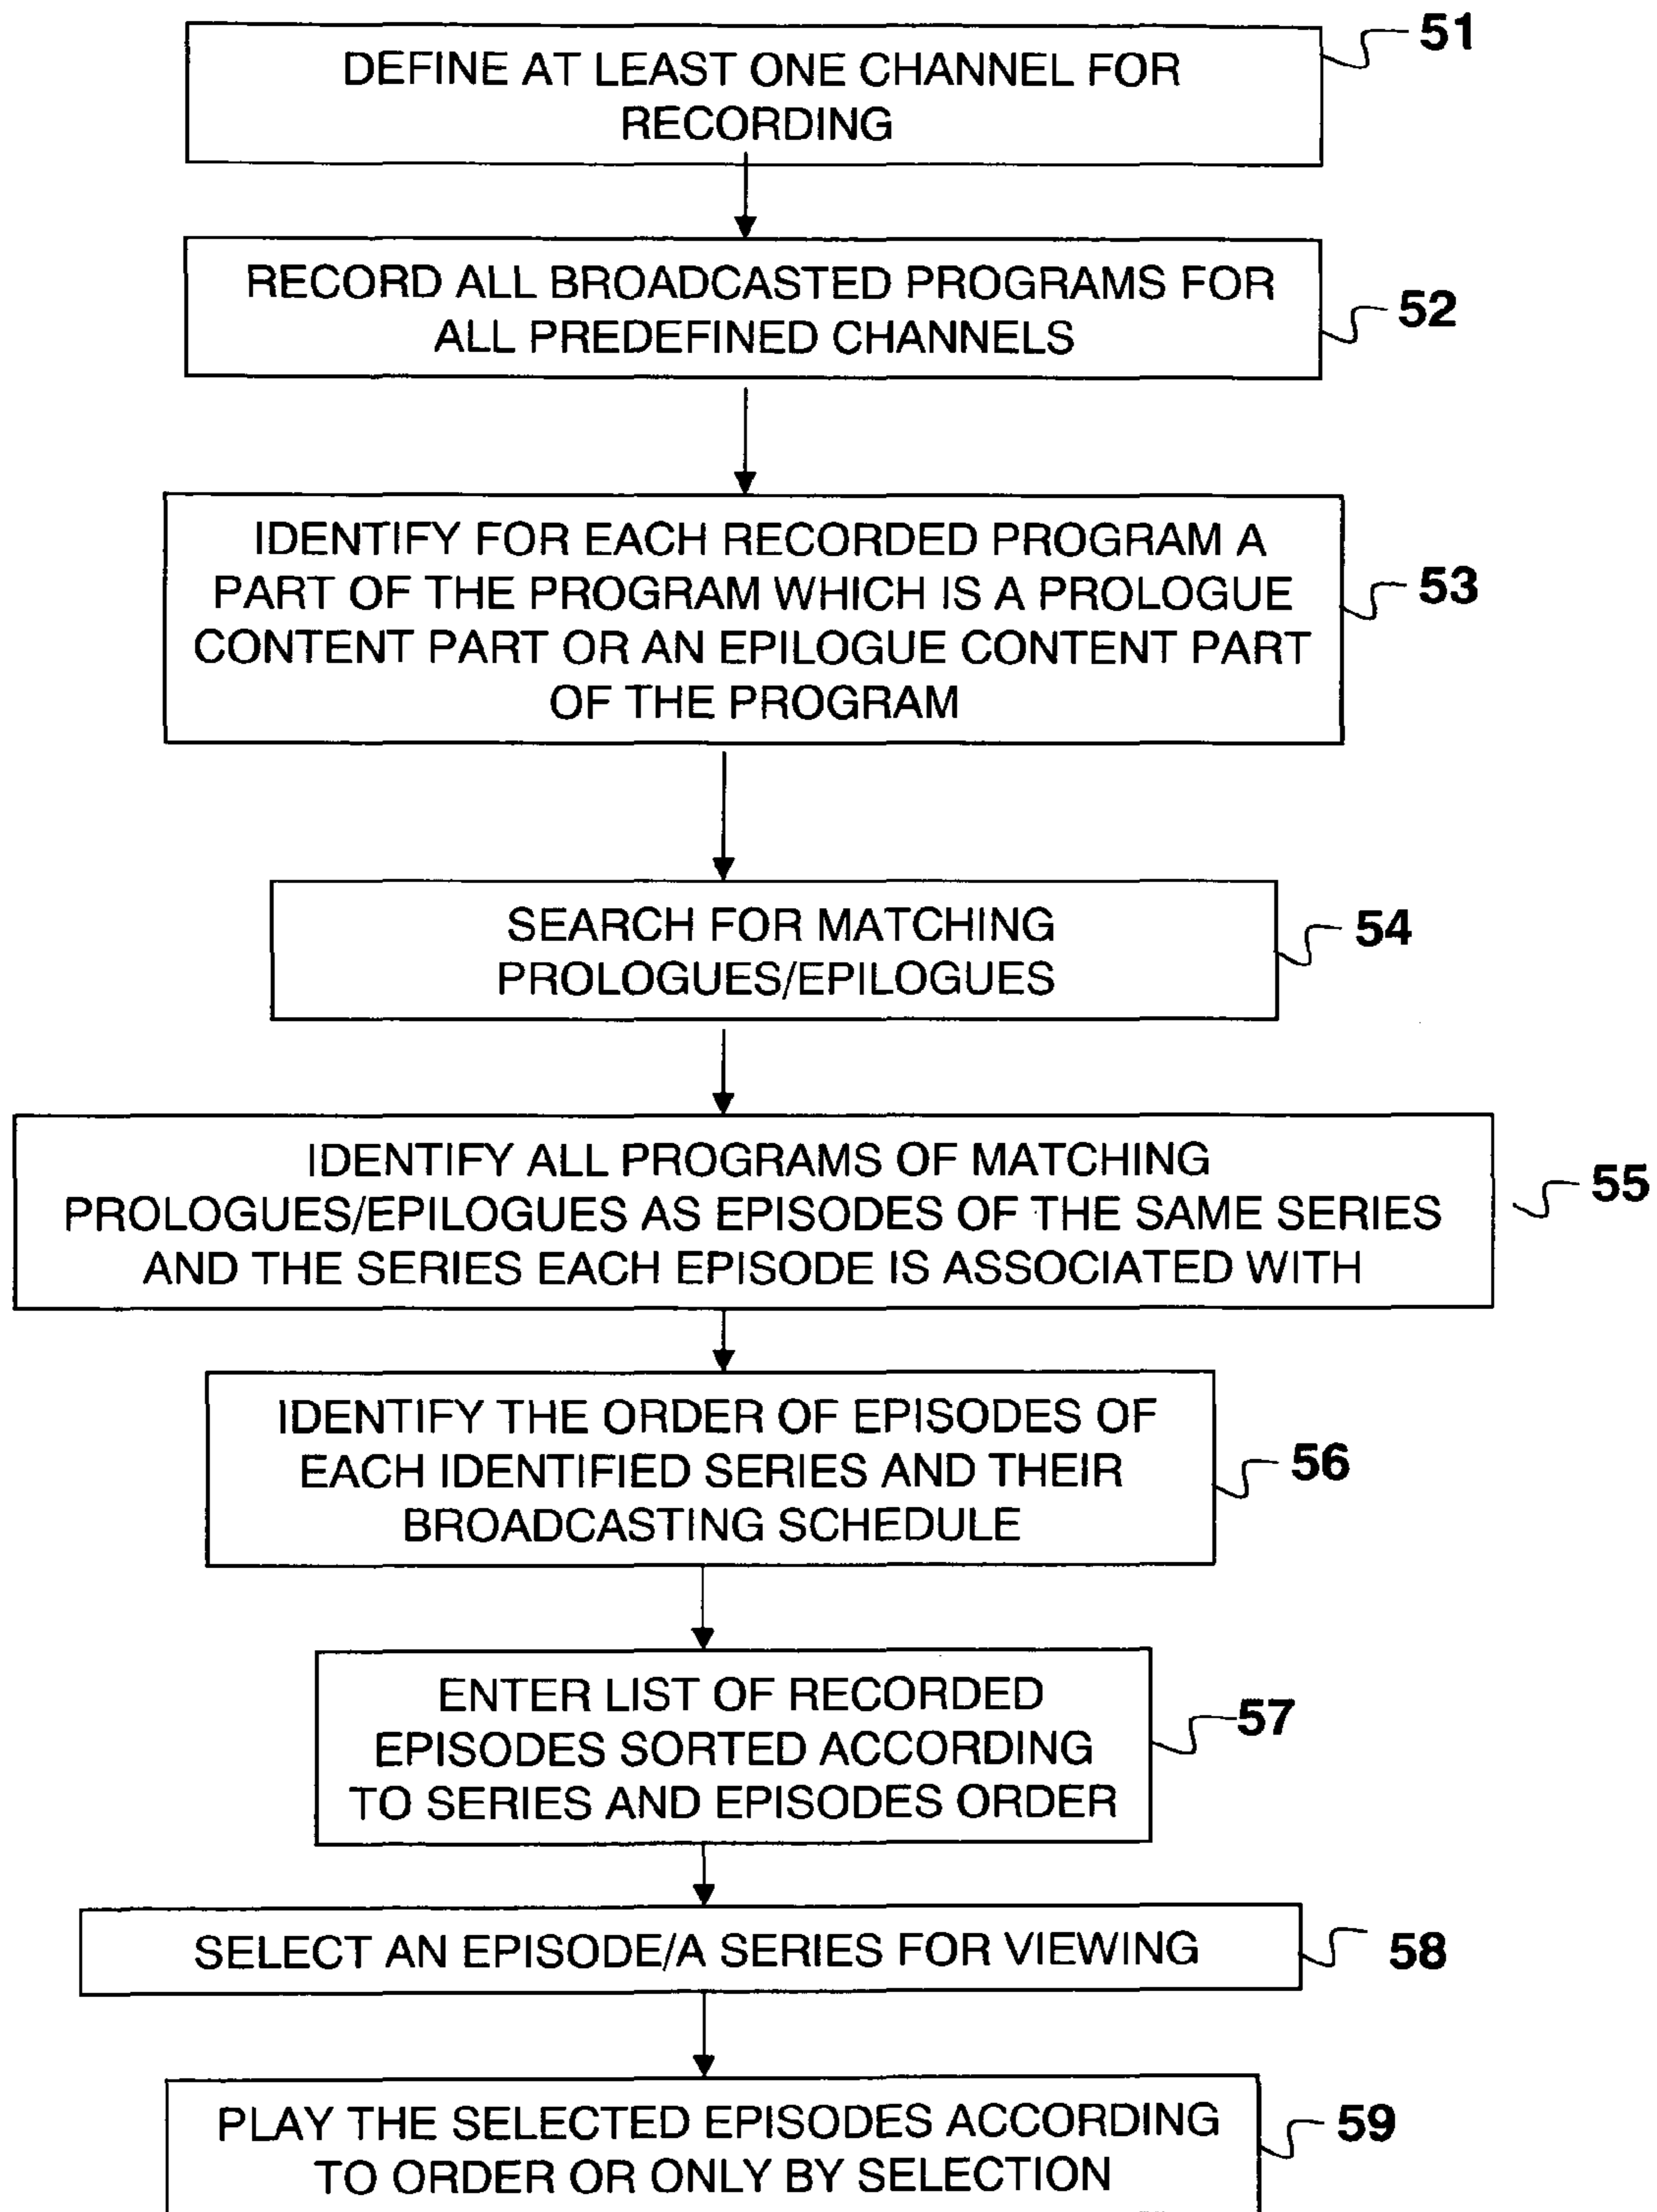 DEFINE AT LEAST ONE CHANNEL FOR
RECORDING
51
RECORD ALL BROADCASTED PROGRAMS FOR
ALL PREDEFINED CHANNELS
52
IDENTIFY FOR EACH RECORDED PROGRAM A
PART OF THE PROGRAM WHICH IS A PROLOGUE
CONTENT PART OR AN EPILOGUE CONTENT PART
OF THE PROGRAM
53
SEARCH FOR MATCHING
PROLOGUES/EPILOGUES
54
IDENTIFY ALL PROGRAMS OF MATCHING
PROLOGUES/EPILOGUES AS EPISODES OF THE SAME SERIES
AND THE SERIES EACH EPISODE IS ASSOCIATED WITH
55
IDENTIFY THE ORDER OF EPISODES OF
EACH IDENTIFIED SERIES AND THEIR
BROADCASTING SCHEDULE
56
ENTER LIST OF RECORDED
EPISODES SORTED ACCORDING
TO SERIES AND EPISODES ORDER
57
SELECT AN EPISODE/A SERIES FOR VIEWING
58
PLAY THE SELECTED EPISODES ACCORDING
TO ORDER OR ONLY BY SELECTION
59